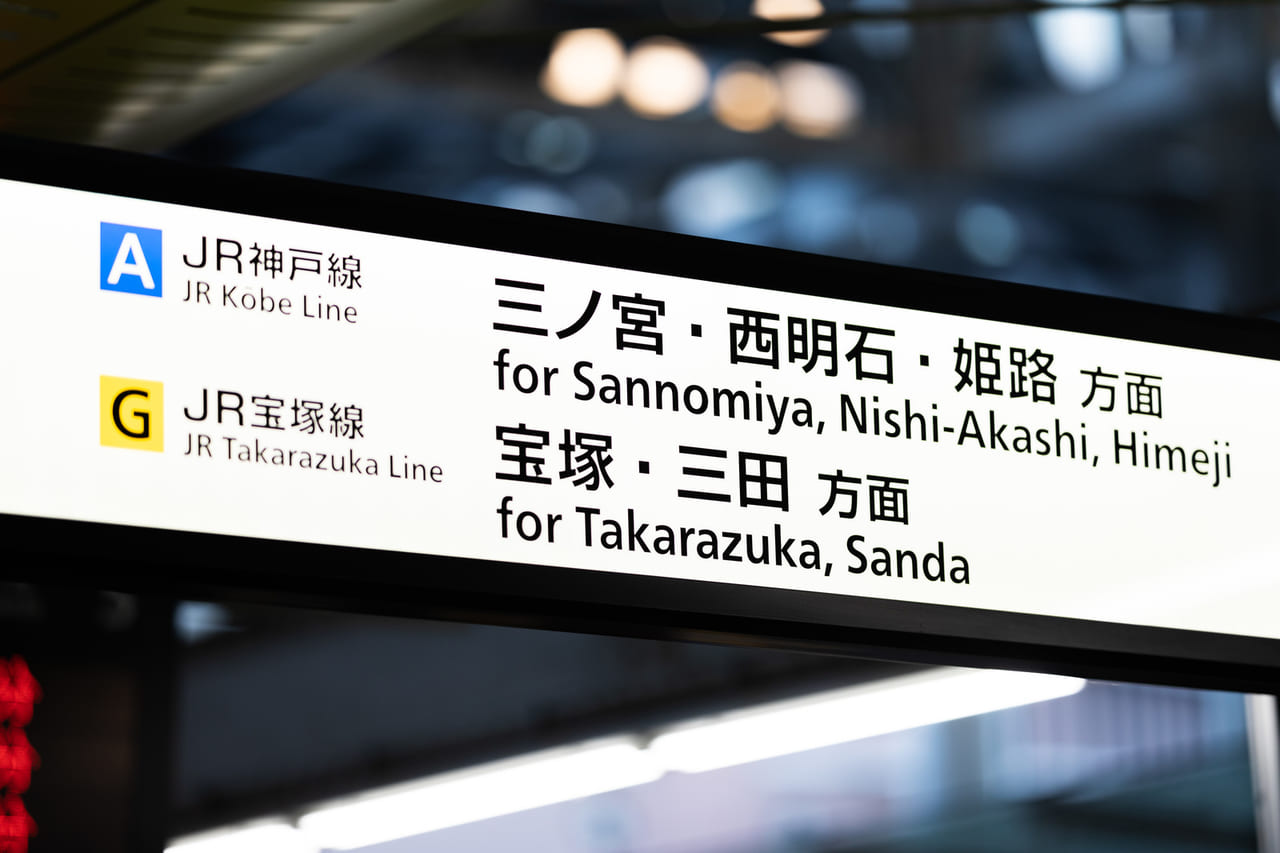 A JR神戸線
JR Kōbe Line
三ノ宮・西明石・姫路 方面
for Sannomiya, Nishi-Akashi, Himeji
G JR宝塚線
JR Takarazuka Line
宝塚・三田 方面
for Takarazuka, Sanda